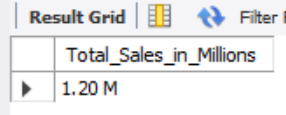 Result Grid Filter
Total_Sales_in_Millions
1.20 M